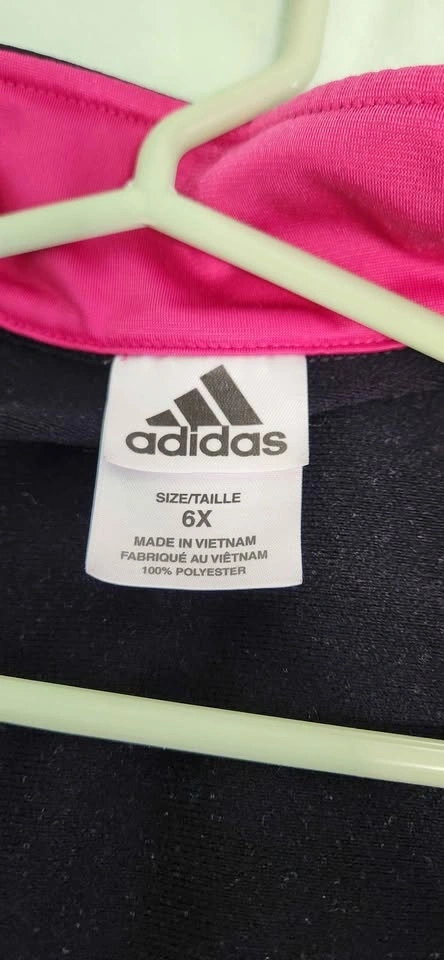 adidas
SIZE/TAILLE
6X
MADE IN VIETNAM
FABRIQUÉ AU VIÊTNAM
100% POLYESTER